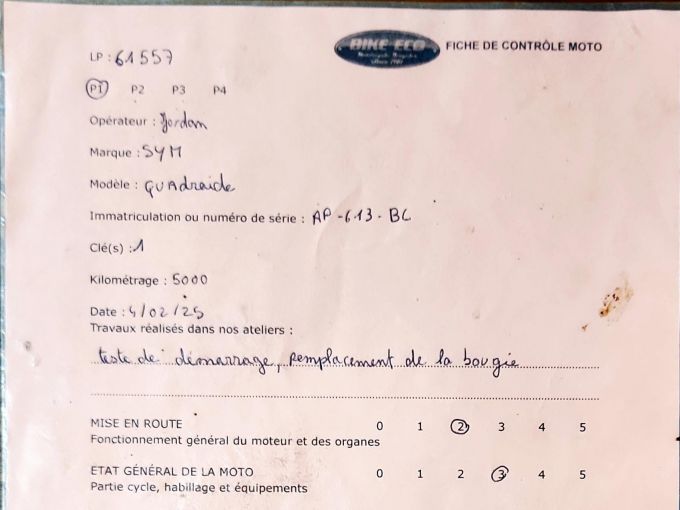 LP : 61557
BIKE ECO
FICHE DE CONTRÔLE MOTO
P1 P2 P3 P4
Opérateur : Jordan
Marque : SYM
Modèle : QUAdraide
Immatriculation ou numéro de série : AP-613-BC
Clé(s) : 1
Kilométrage : 5000
Date : 4/02/25
Travaux réalisés dans nos ateliers :
teste de démarrage, remplacement de la bougie
MISE EN ROUTE 0 1 2 3 4 5
Fonctionnement général du moteur et des organes
ETAT GÉNÉRAL DE LA MOTO 0 1 2 3 4 5
Partie cycle, habillage et équipements